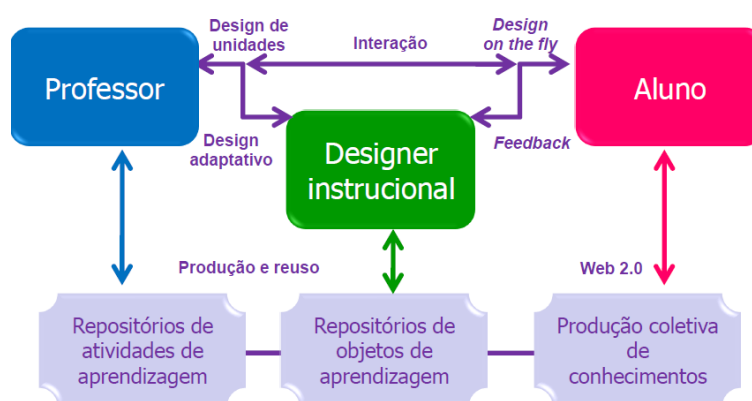 Design de
unidades
Interação
Design
on the fly
Professor
Aluno
Design
adaptativo
Designer
instrucional
Feedback
Produção e reuso
Web 2.0
Repositórios de
atividades de
aprendizagem
Repositórios de
objetos de
aprendizagem
Produção coletiva
de
conhecimentos